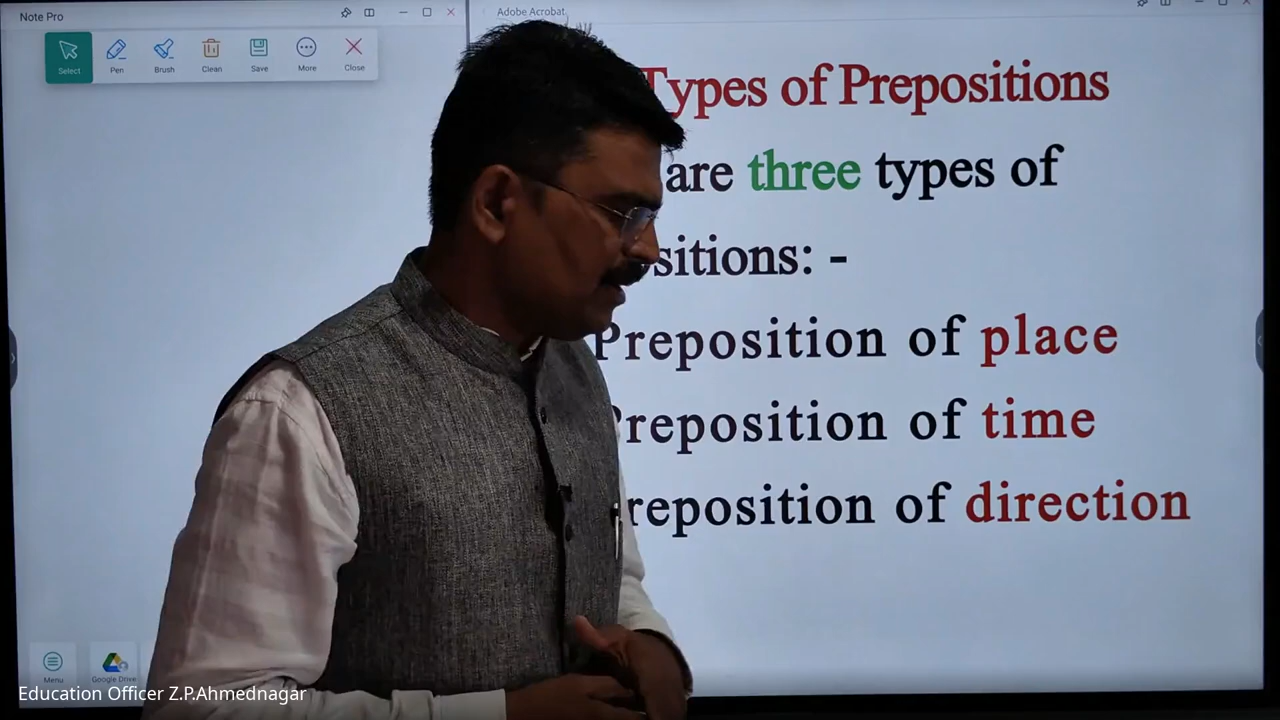 Note Pro
Adobe Acrobat
Select Pen Brush Clean Save More Close
Types of Prepositions
are three types of
sitions: -
Preposition of place
Preposition of time
reposition of direction
Menu Google Drive
Education Officer Z.P.Ahmednagar